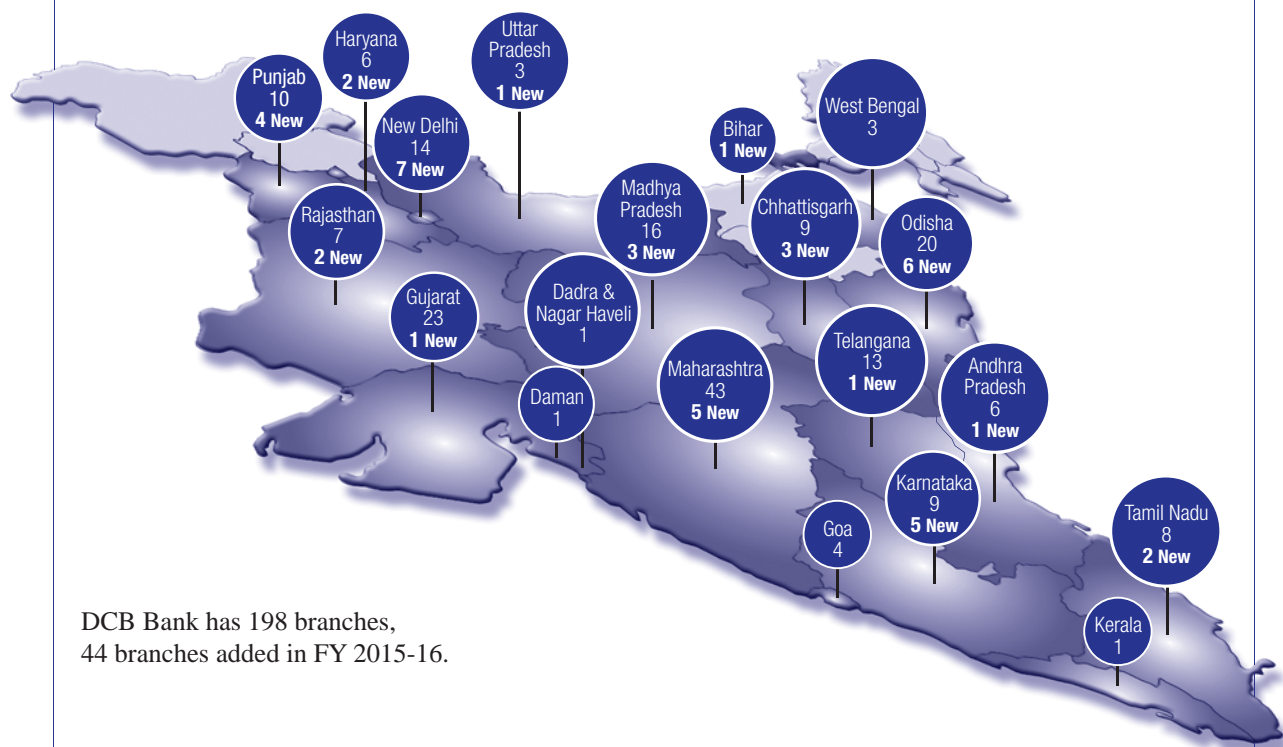 Haryana
6
2 New
Uttar
Pradesh
3
1 New
Punjab
10
4 New
New Delhi
14
7 New
West Bengal
3
Bihar
1 New
Madhya
Pradesh
16
3 New
Chhattisgarh
9
3 New
Odisha
20
6 New
Rajasthan
7
2 New
Gujarat
23
1 New
Dadra &
Nagar Haveli
1
Daman
1
Maharashtra
43
5 New
Telangana
13
1 New
Andhra
Pradesh
6
1 New
Karnataka
9
5 New
Goa
4
Tamil Nadu
8
2 New
Kerala
1
DCB Bank has 198 branches,
44 branches added in FY 2015-16.